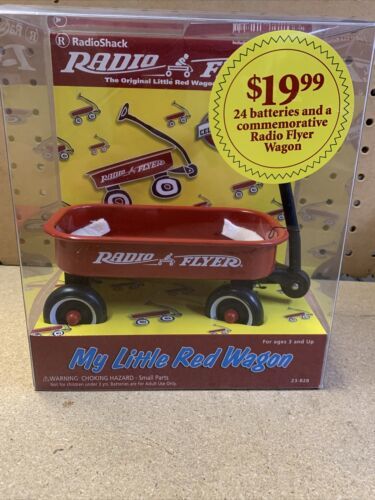 ® RadioShack
RADIO FLYER
The Original Little Red Wagon
$19.99
24 batteries and a
commemorative
Radio Flyer
Wagon
RADIO FLYER
RADIO FLYER
For ages 3 and Up
My Little Red Wagon
⚠WARNING: CHOKING HAZARD - Small Parts
Not for children under 3 yrs. Batteries are for Adult Use Only.
23-828